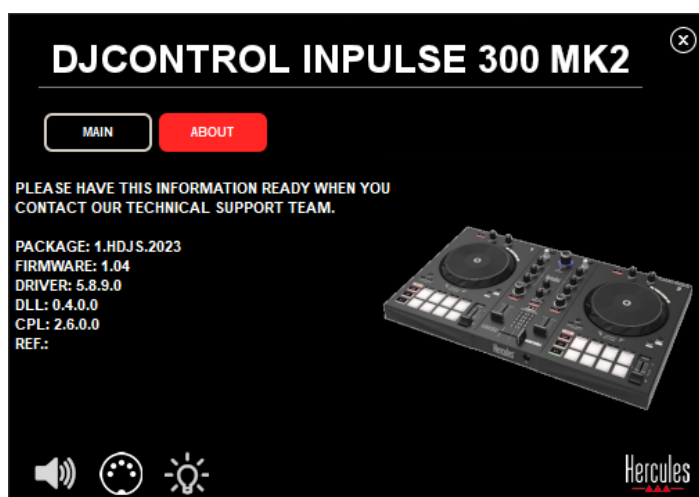 DJCONTROL INPULSE 300 MK2
MAIN
ABOUT
PLEASE HAVE THIS INFORMATION READY WHEN YOU
CONTACT OUR TECHNICAL SUPPORT TEAM.
PACKAGE: 1.HDJS.2023
FIRMWARE: 1.04
DRIVER: 5.8.9.0
DLL: 0.4.0.0
CPL: 2.6.0.0
REF.:
Hercules
Hercules